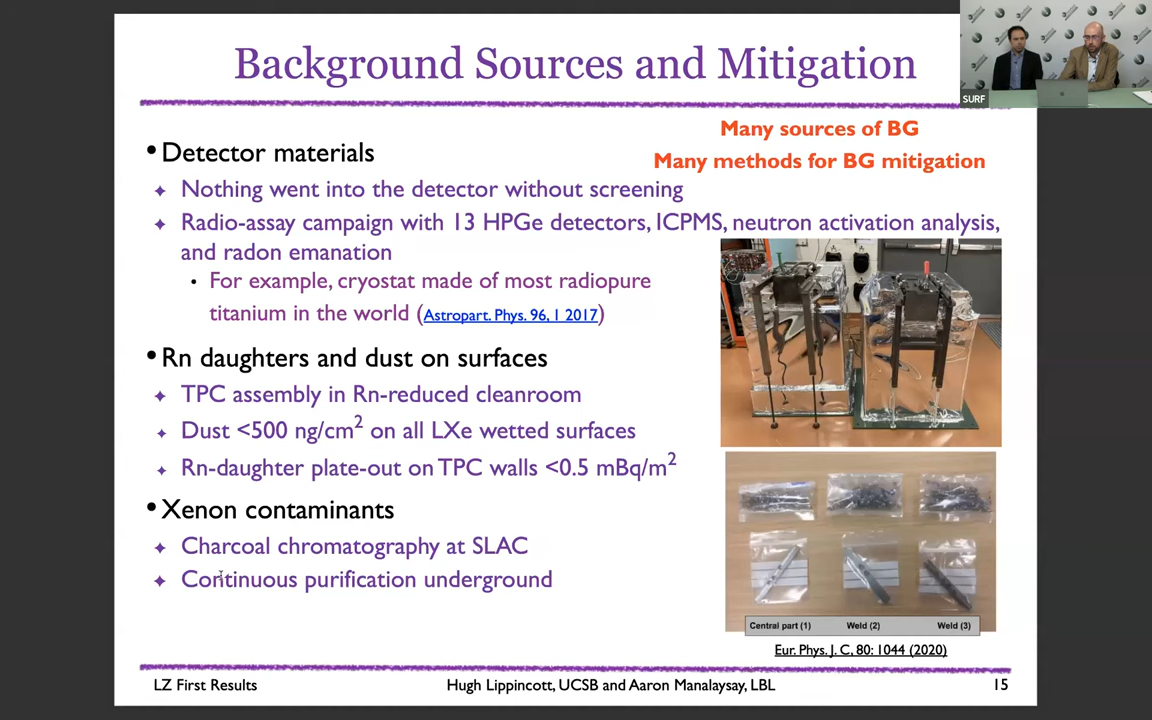 Background Sources and Mitigation
SURF
Many sources of BG
Many methods for BG mitigation
•Detector materials
✦ Nothing went into the detector without screening
✦ Radio-assay campaign with 13 HPGe detectors, ICPMS, neutron activation analysis,
and radon emanation
• For example, cryostat made of most radiopure
titanium in the world (Astropart. Phys. 96, 1 2017)
•Rn daughters and dust on surfaces
✦ TPC assembly in Rn-reduced cleanroom
✦ Dust <500 ng/cm² on all LXe wetted surfaces
✦ Rn-daughter plate-out on TPC walls <0.5 mBq/m²
•Xenon contaminants
✦ Charcoal chromatography at SLAC
✦ Continuous purification underground
Central part (1) Weld (2) Weld (3)
Eur. Phys. J. C, 80: 1044 (2020)
LZ First Results Hugh Lippincott, UCSB and Aaron Manalaysay, LBL 15